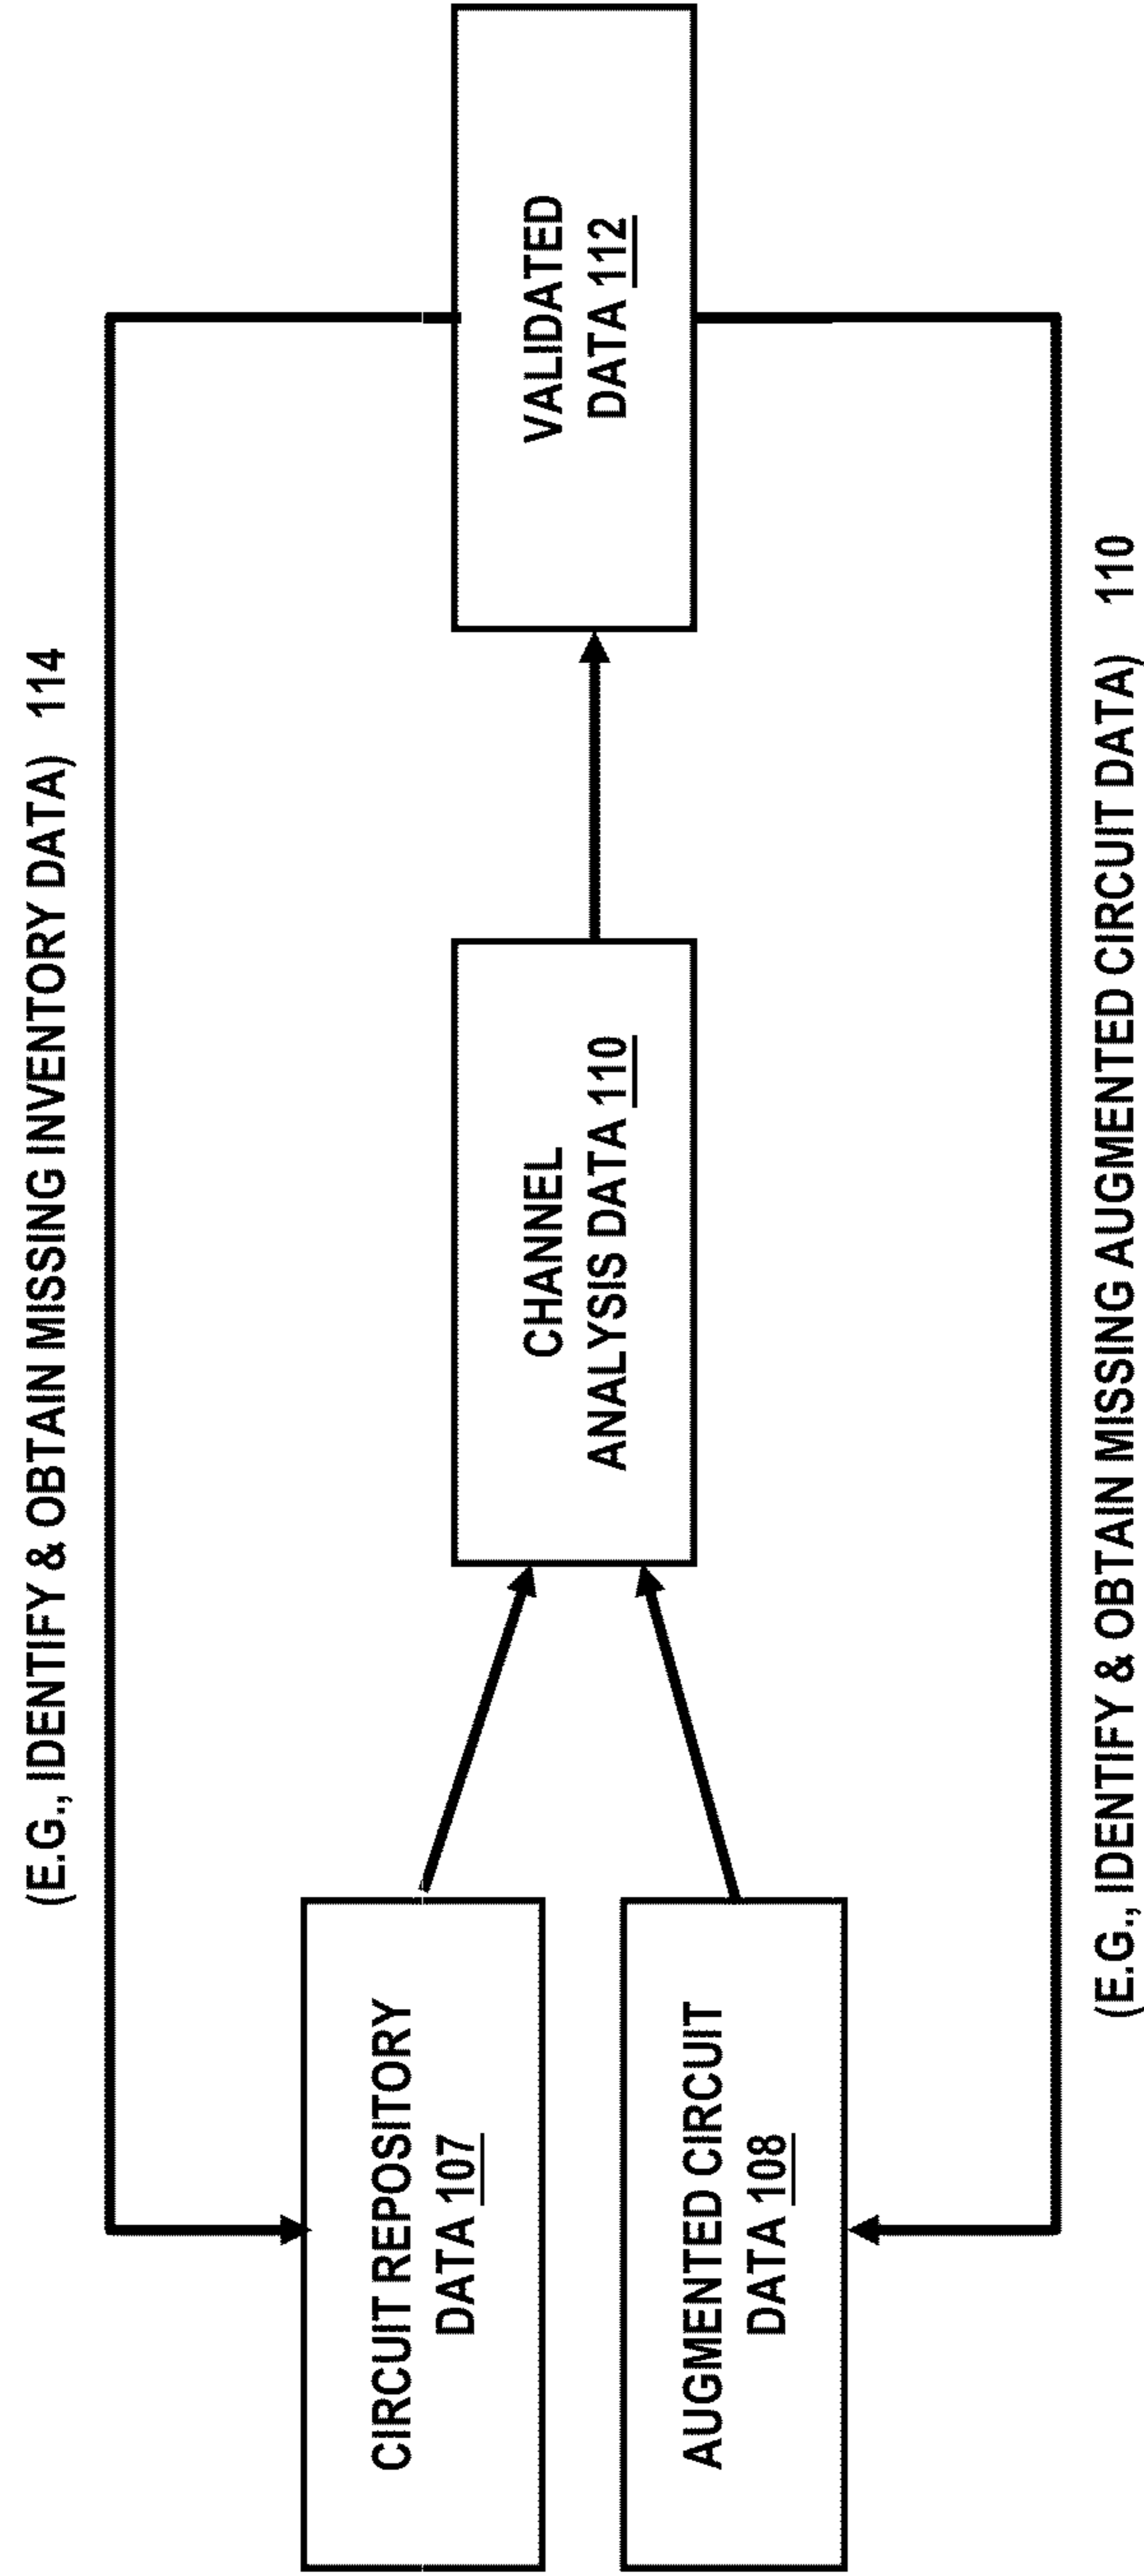 (E.G., IDENTIFY & OBTAIN MISSING INVENTORY DATA) 114
CIRCUIT REPOSITORY
DATA 107
AUGMENTED CIRCUIT
DATA 108
CHANNEL
ANALYSIS DATA 110
VALIDATED
DATA 112
(E.G., IDENTIFY & OBTAIN MISSING AUGMENTED CIRCUIT DATA) 110